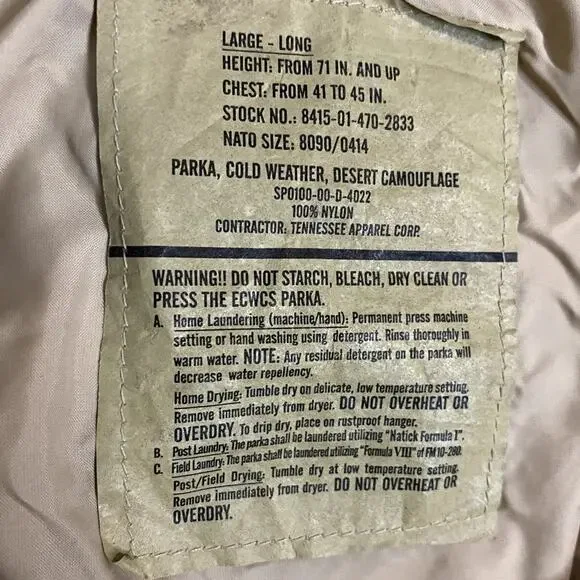 LARGE - LONG
HEIGHT: FROM 71 IN. AND UP
CHEST: FROM 41 TO 45 IN.
STOCK NO.: 8415-01-470-2833
NATO SIZE: 8090/0414
PARKA, COLD WEATHER, DESERT CAMOUFLAGE
SPO100-00-D-4022
100% NYLON
CONTRACTOR: TENNESSEE APPAREL CORP.
WARNING!! DO NOT STARCH, BLEACH, DRY CLEAN OR
PRESS THE ECWCS PARKA.
A. Home Laundering (machine/hand): Permanent press machine
setting or hand washing using detergent. Rinse thoroughly in
warm water. NOTE: Any residual detergent on the parka will
decrease water repellency.
Home Drying: Tumble dry on delicate, low temperature setting.
Remove immediately from dryer. DO NOT OVERHEAT OR
OVERDRY. To drip dry, place on rustproof hanger.
B. Post Laundry: The parka shall be laundered utilizing "Natick Formula I".
C. Field Laundry: The parka shall be laundered utilizing "Formula VIII" of FM 10-280.
Post/Field Drying: Tumble dry at low temperature setting.
Remove immediately from dryer. DO NOT OVERHEAT OR
OVERDRY.